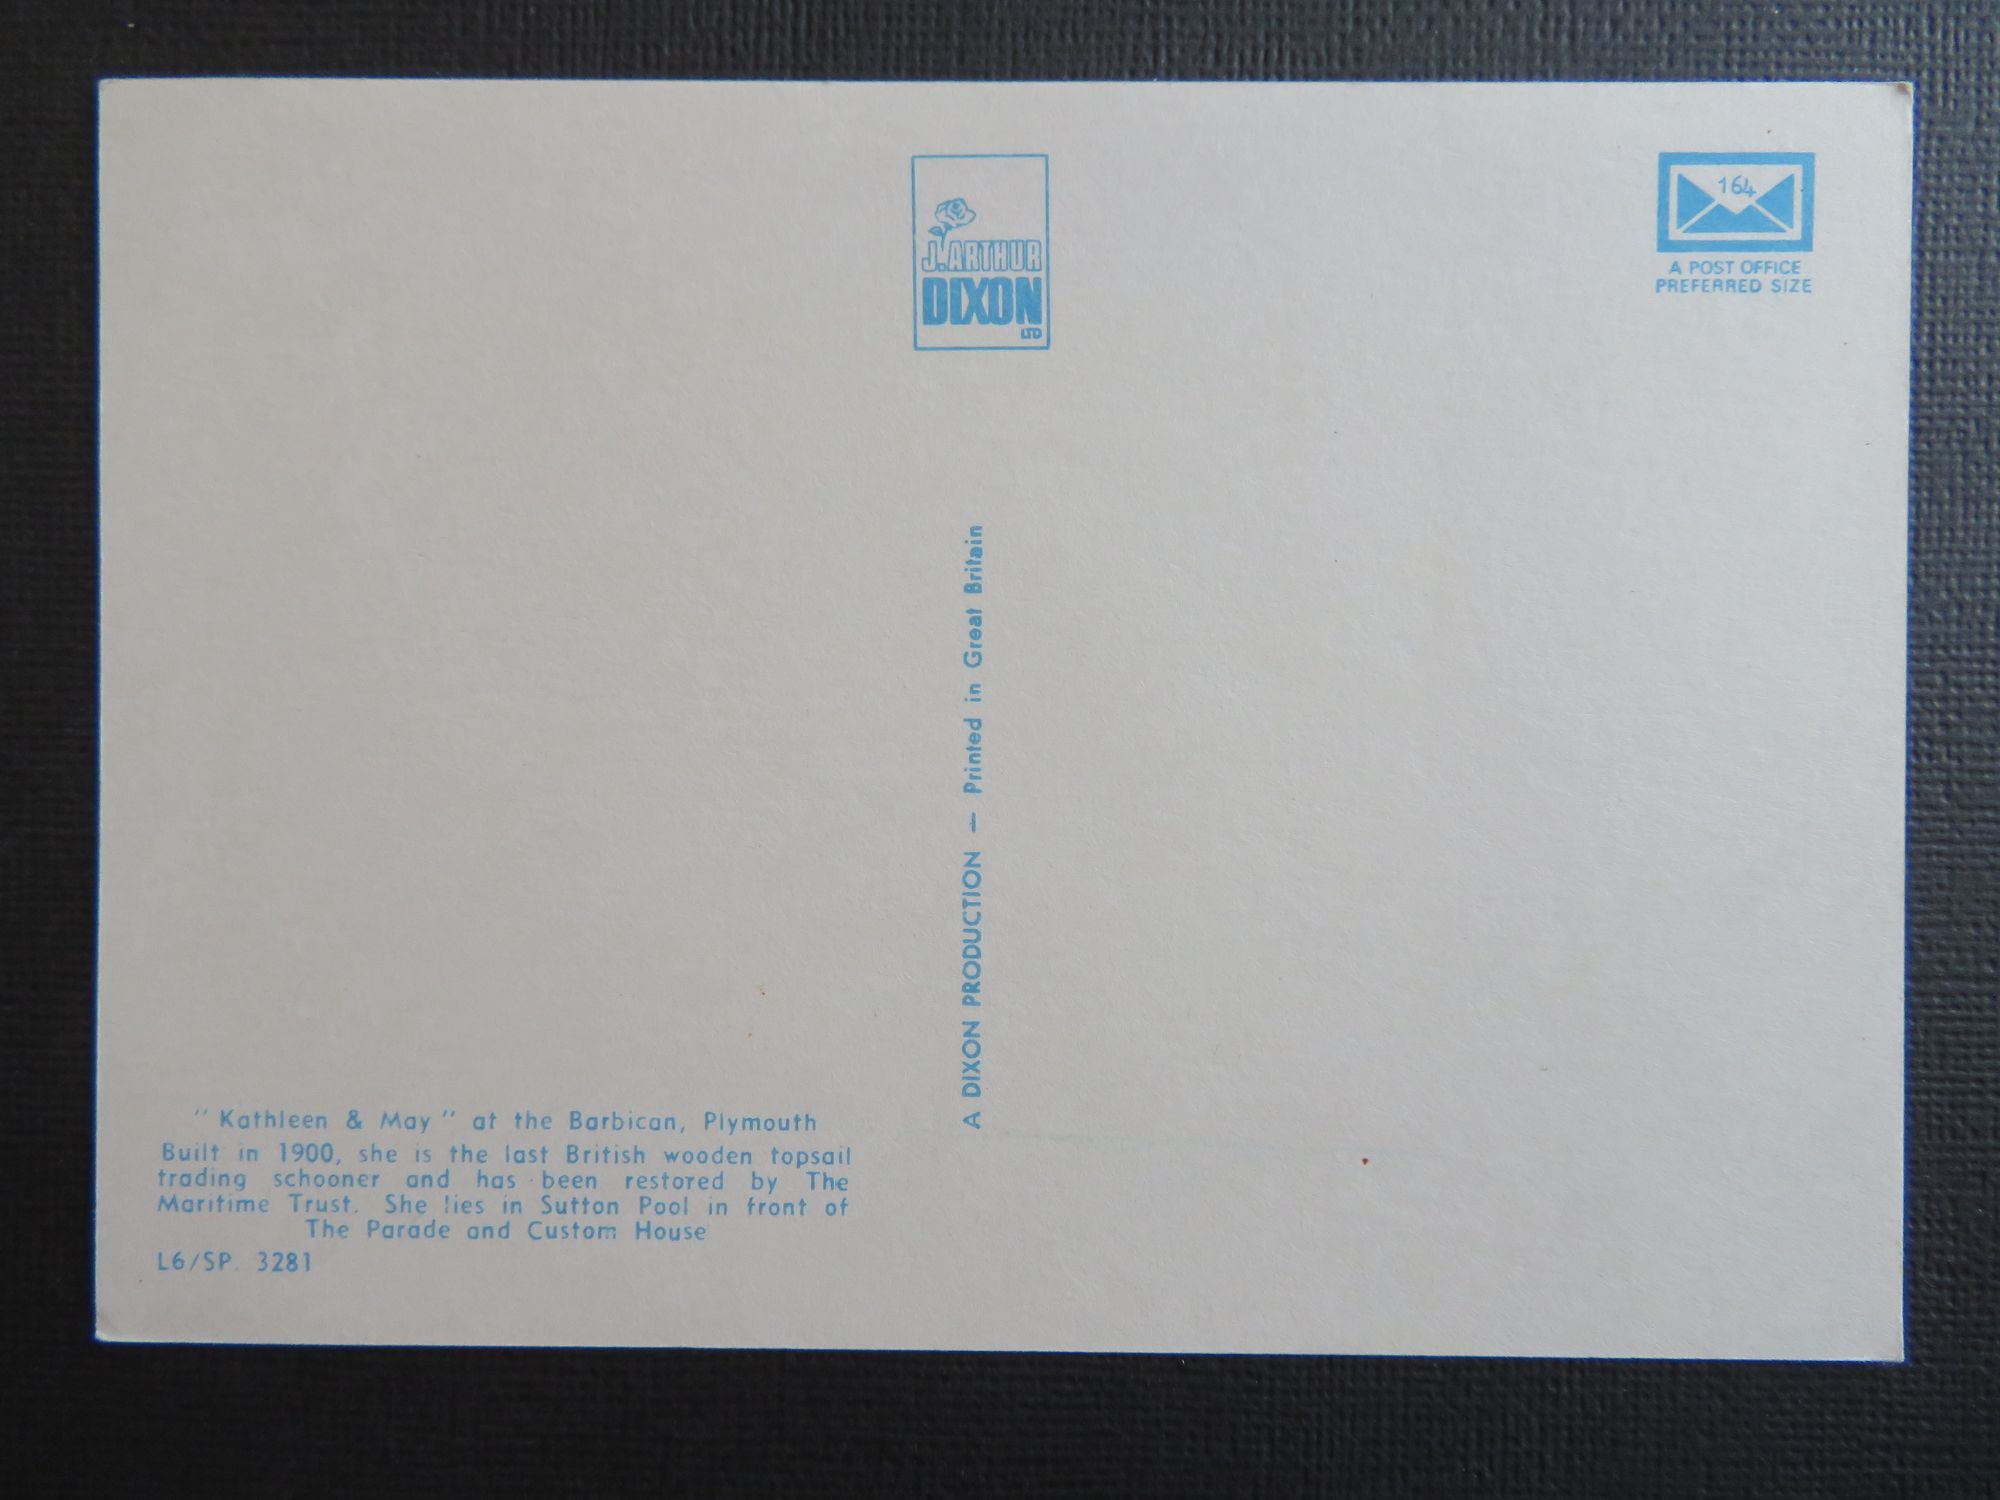 J. ARTHUR
DIXON
LTD
164
A POST OFFICE
PREFERRED SIZE
A DIXON PRODUCTION — Printed in Great Britain
" Kathleen & May " at the Barbican, Plymouth
Built in 1900, she is the last British wooden topsail
trading schooner and has been restored by The
Maritime Trust. She lies in Sutton Pool in front of
The Parade and Custom House
L6/SP. 3281